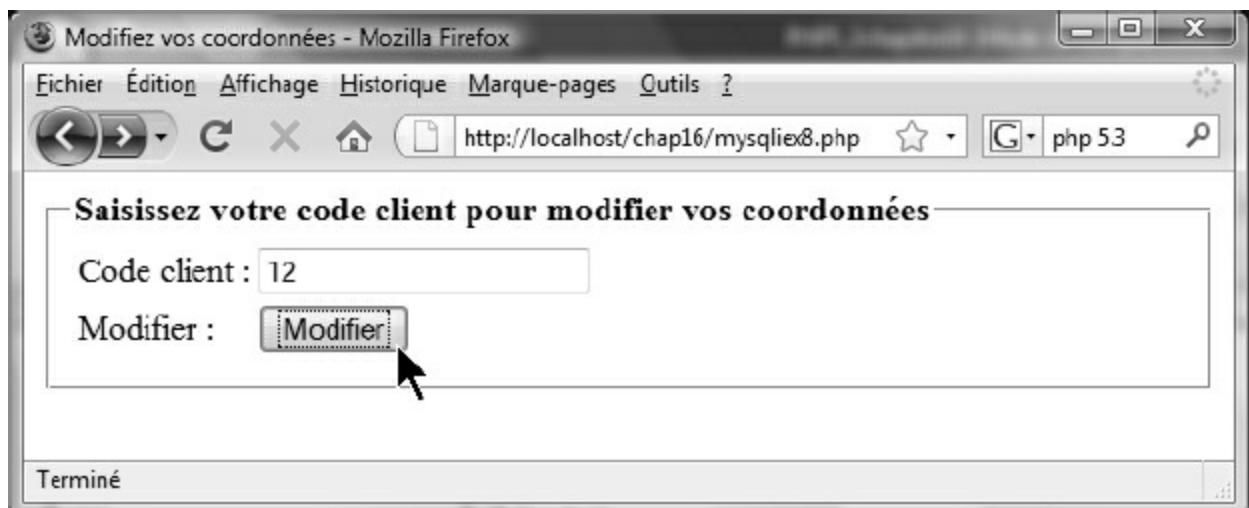 Modifiez vos coordonnées - Mozilla Firefox
Fichier Édition Affichage Historique Marque-pages Outils ?
http://localhost/chap16/mysqliex8.php G php 5.3
Saisissez votre code client pour modifier vos coordonnées
Code client : 12
Modifier : Modifier
Terminé